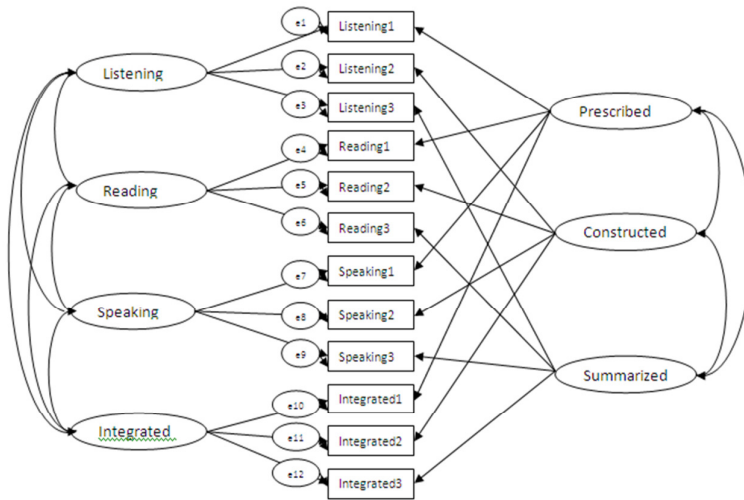 Listening
Reading
Speaking
Integrated
e1
e2
e3
e4
e5
e6
e7
e8
e9
e10
e11
e12
Listening1
Listening2
Listening3
Reading1
Reading2
Reading3
Speaking1
Speaking2
Speaking3
Integrated1
Integrated2
Integrated3
Prescribed
Constructed
Summarized